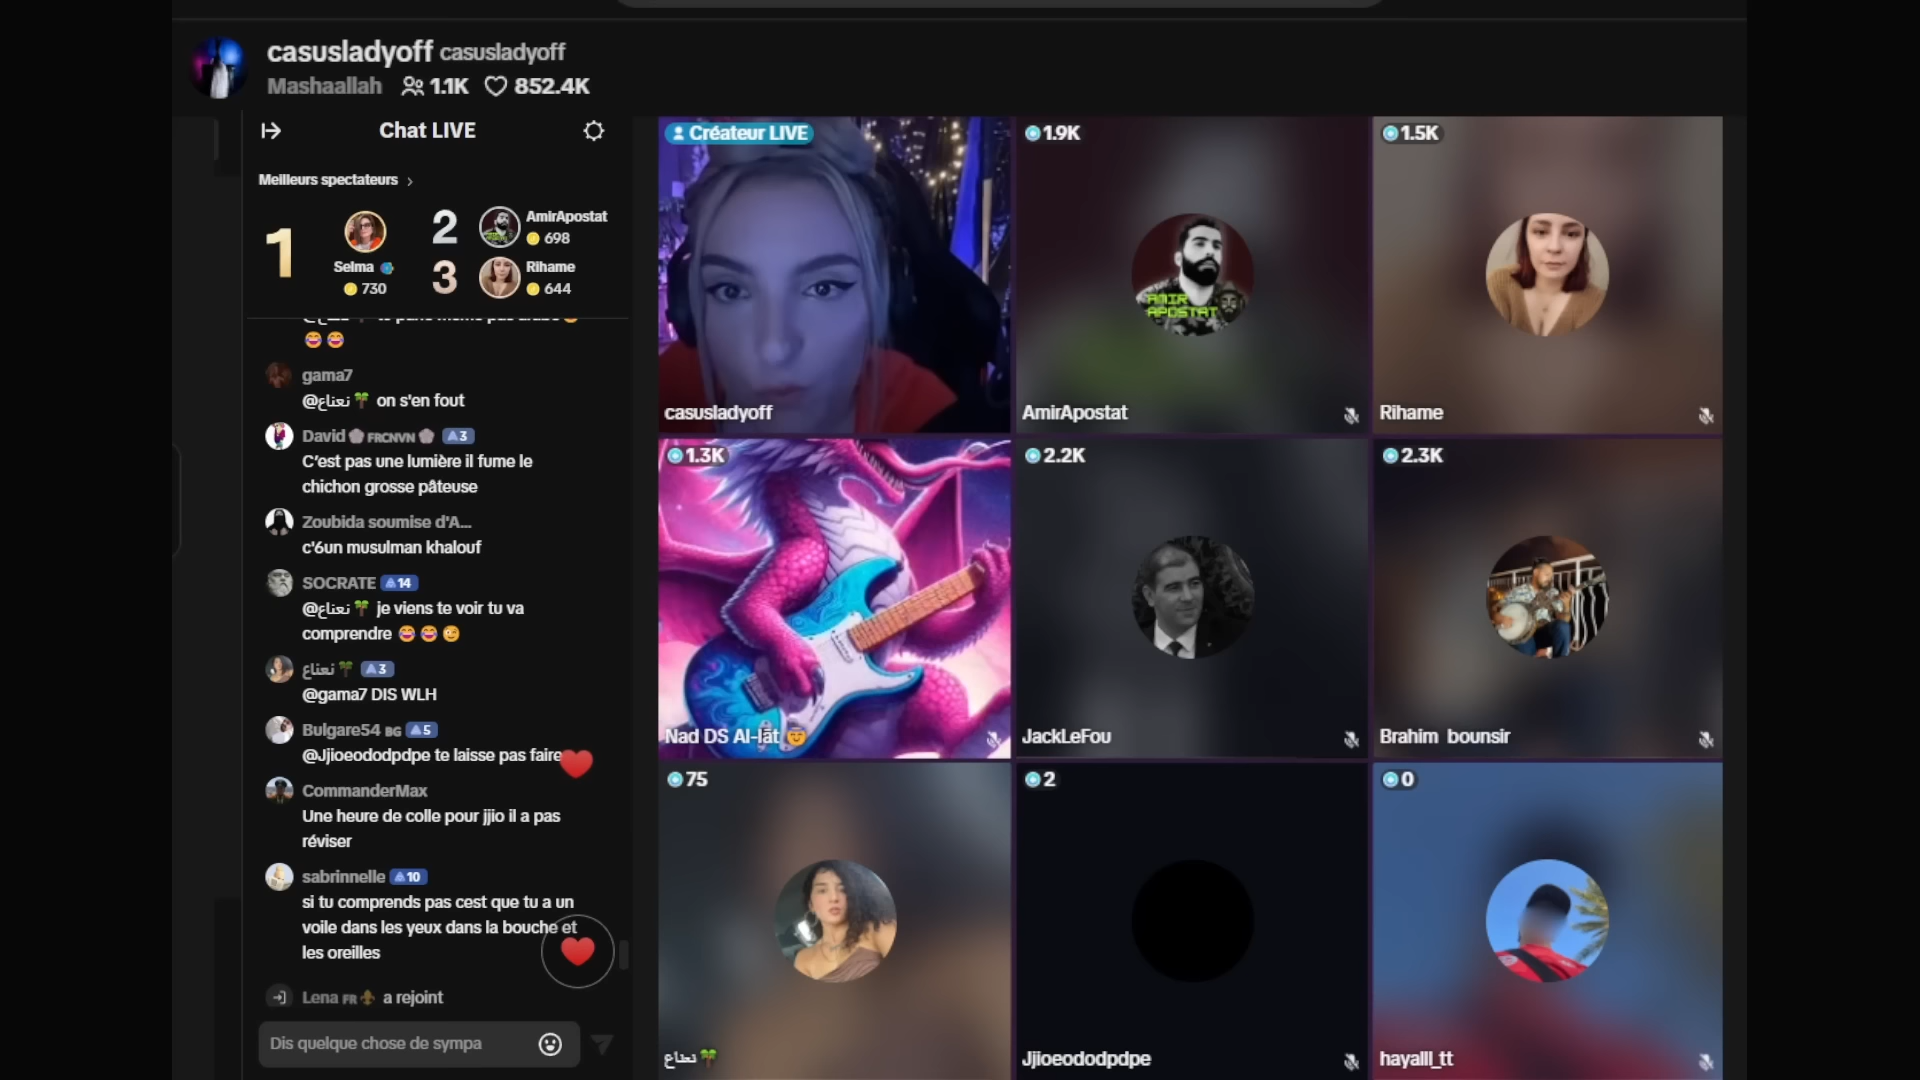 casusladyoff casusladyoff
Mashaallah 1.1K 852.4K
Chat LIVE
Meilleurs spectateurs
1
Selma
730
2
AmirApostat
698
3
Rihame
644
gama7
@نعناع🌴 on s'en fout
David FRCNVN A3
C'est pas une lumière il fume le
chichon grosse pâteuse
Zoubida soumise d'A...
c'6un musulman khalouf
SOCRATE 14
@نعناع🌴 je viens te voir tu va
comprendre 😂😂😉
نعناع🌴 A3
@gama7 DIS WLH
Bulgare54 BG 5
@Jjioeododpdpe te laisse pas faire
CommanderMax
Une heure de colle pour jjio il a pas
réviser
sabrinnelle 10
si tu comprends pas cest que tu a un
voile dans les yeux dans la bouche et
les oreilles
Lena FR⚜️ a rejoint
Dis quelque chose de sympa
Créateur LIVE
casusladyoff
1.9K
AMIR
APOSTAT
AmirApostat
1.5K
Rihame
1.3K
Nad DS Al-lāt
2.2K
JackLeFou
2.3K
Brahim bounsir
75
نعناع🌴
2
Jjioeododpdpe
0
hayalll_tt